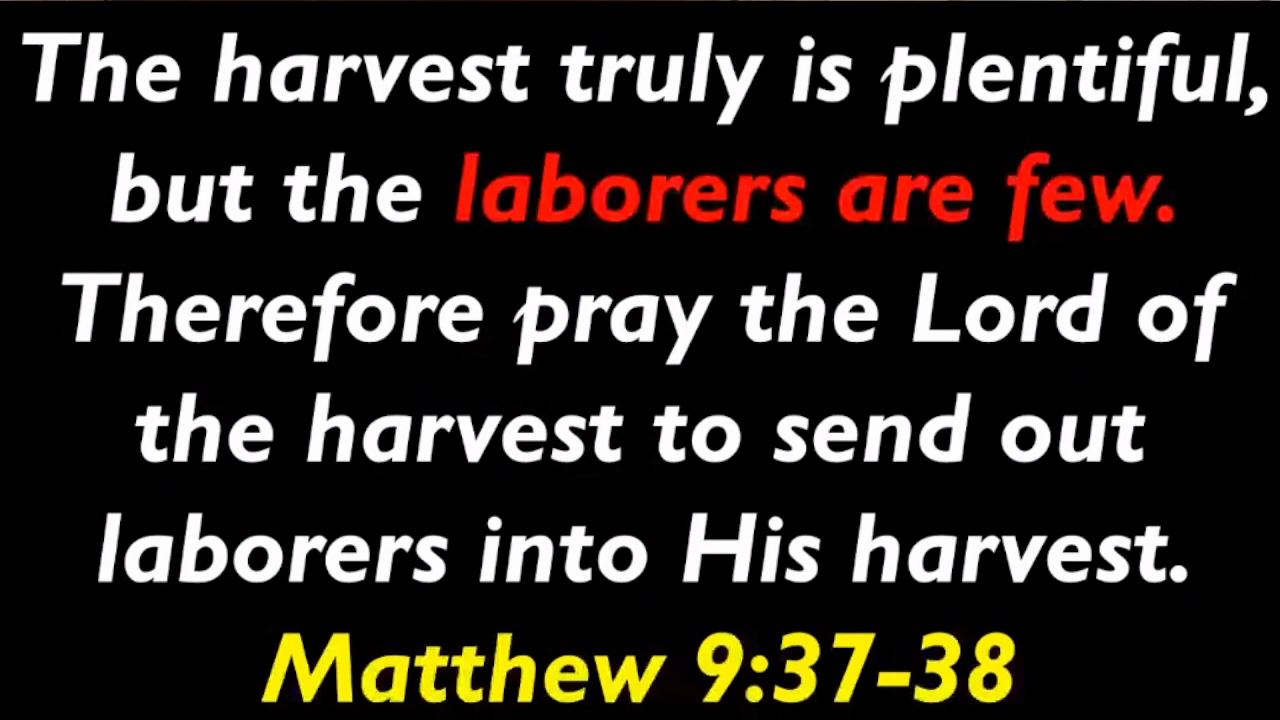 The harvest truly is plentiful,
but the laborers are few.
Therefore pray the Lord of
the harvest to send out
laborers into His harvest.
Matthew 9:37-38